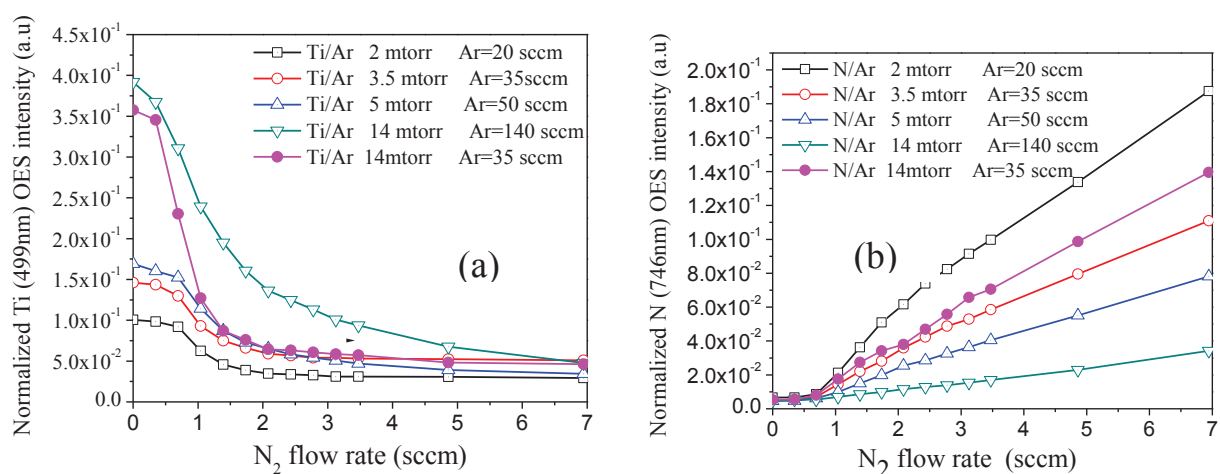 Normalized Ti (499nm) OES intensity (a.u)
4.5x10⁻¹
4.0x10⁻¹
3.5x10⁻¹
3.0x10⁻¹
2.5x10⁻¹
2.0x10⁻¹
1.5x10⁻¹
1.0x10⁻¹
5.0x10⁻²
0.0
Ti/Ar 2 mtorr Ar=20 sccm
Ti/Ar 3.5 mtorr Ar=35sccm
Ti/Ar 5 mtorr Ar=50 sccm
Ti/Ar 14 mtorr Ar=140 sccm
Ti/Ar 14mtorr Ar=35 sccm
(a)
0 1 2 3 4 5 6 7
N₂ flow rate (sccm)
Normalized N (746nm) OES intensity (a.u)
2.0x10⁻¹
1.8x10⁻¹
1.6x10⁻¹
1.4x10⁻¹
1.2x10⁻¹
1.0x10⁻¹
8.0x10⁻²
6.0x10⁻²
4.0x10⁻²
2.0x10⁻²
0.0
N/Ar 2 mtorr Ar=20 sccm
N/Ar 3.5 mtorr Ar=35 sccm
N/Ar 5 mtorr Ar=50 sccm
N/Ar 14 mtorr Ar=140 sccm
N/Ar 14mtorr Ar=35 sccm
(b)
0 1 2 3 4 5 6 7
N₂ flow rate (sccm)